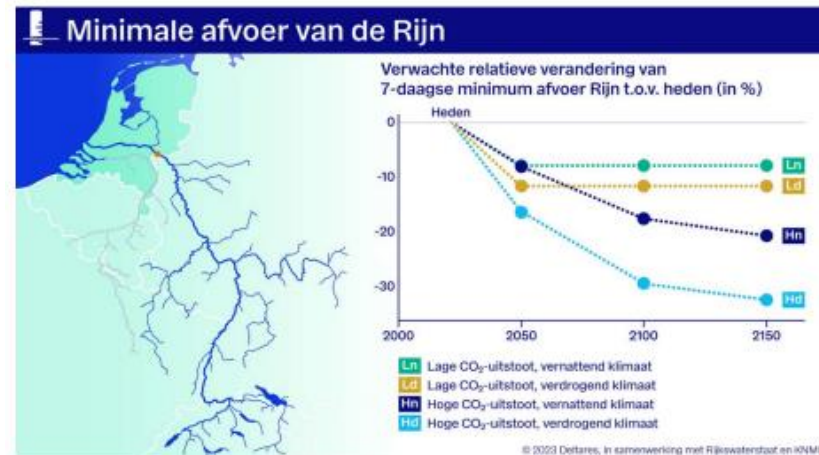 Minimale afvoer van de Rijn
Verwachte relatieve verandering van
7-daagse minimum afvoer Rijn t.o.v. heden (in %)
Heden
0
-10
-20
-30
2000 2050 2100 2150
Ln
Ld
Hn
Hd
Ln Lage CO₂-uitstoot, vernattend klimaat
Ld Lage CO₂-uitstoot, verdrogend klimaat
Hn Hoge CO₂-uitstoot, vernattend klimaat
Hd Hoge CO₂-uitstoot, verdrogend klimaat
© 2023 Deltares, in samenwerking met Rijkswaterstaat en KNMI